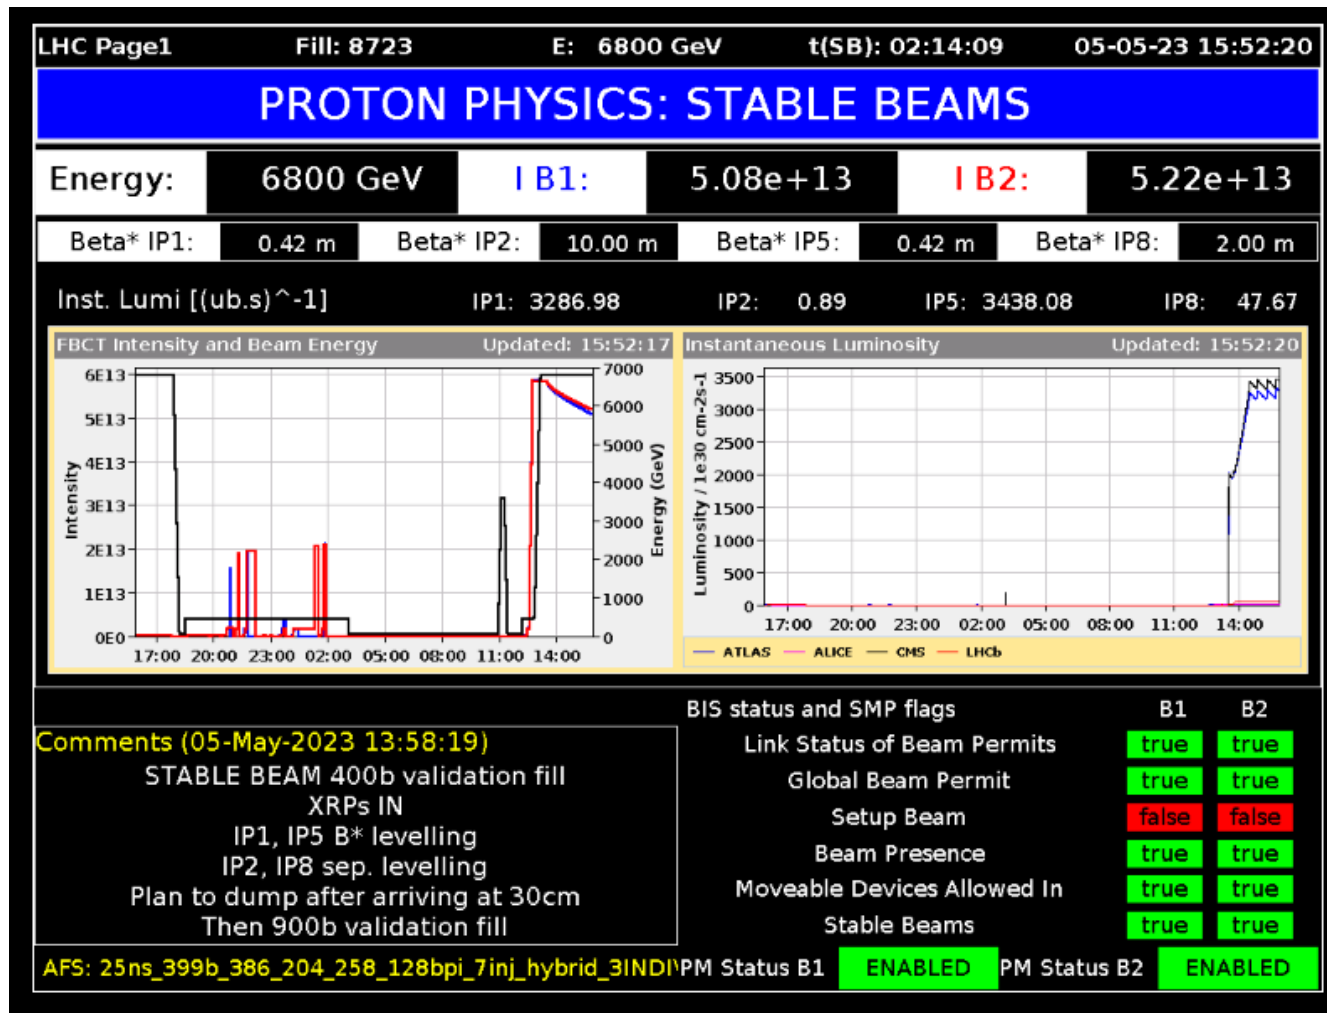 LHC Page1 Fill: 8723 E: 6800 GeV t(SB): 02:14:09 05-05-23 15:52:20
PROTON PHYSICS: STABLE BEAMS
Energy: 6800 GeV I B1: 5.08e+13 I B2: 5.22e+13
Beta* IP1: 0.42 m Beta* IP2: 10.00 m Beta* IP5: 0.42 m Beta* IP8: 2.00 m
Inst. Lumi [(ub.s)^-1] IP1: 3286.98 IP2: 0.89 IP5: 3438.08 IP8: 47.67
FBCT Intensity and Beam Energy Updated: 15:52:17
6E13
5E13
4E13
3E13
2E13
1E13
0E0
Intensity
7000
6000
5000
4000
3000
2000
1000
0
Energy (GeV)
17:00 20:00 23:00 02:00 05:00 08:00 11:00 14:00
Instantaneous Luminosity Updated: 15:52:20
Luminosity / 1e30 cm-2s-1
3500
3000
2500
2000
1500
1000
500
0
17:00 20:00 23:00 02:00 05:00 08:00 11:00 14:00
ATLAS ALICE CMS LHCb
Comments (05-May-2023 13:58:19)
STABLE BEAM 400b validation fill
XRPs IN
IP1, IP5 B* levelling
IP2, IP8 sep. levelling
Plan to dump after arriving at 30cm
Then 900b validation fill
BIS status and SMP flags B1 B2
Link Status of Beam Permits true true
Global Beam Permit true true
Setup Beam false false
Beam Presence true true
Moveable Devices Allowed In true true
Stable Beams true true
AFS: 25ns_399b_386_204_258_128bpi_7inj_hybrid_3INDI PM Status B1 ENABLED PM Status B2 ENABLED